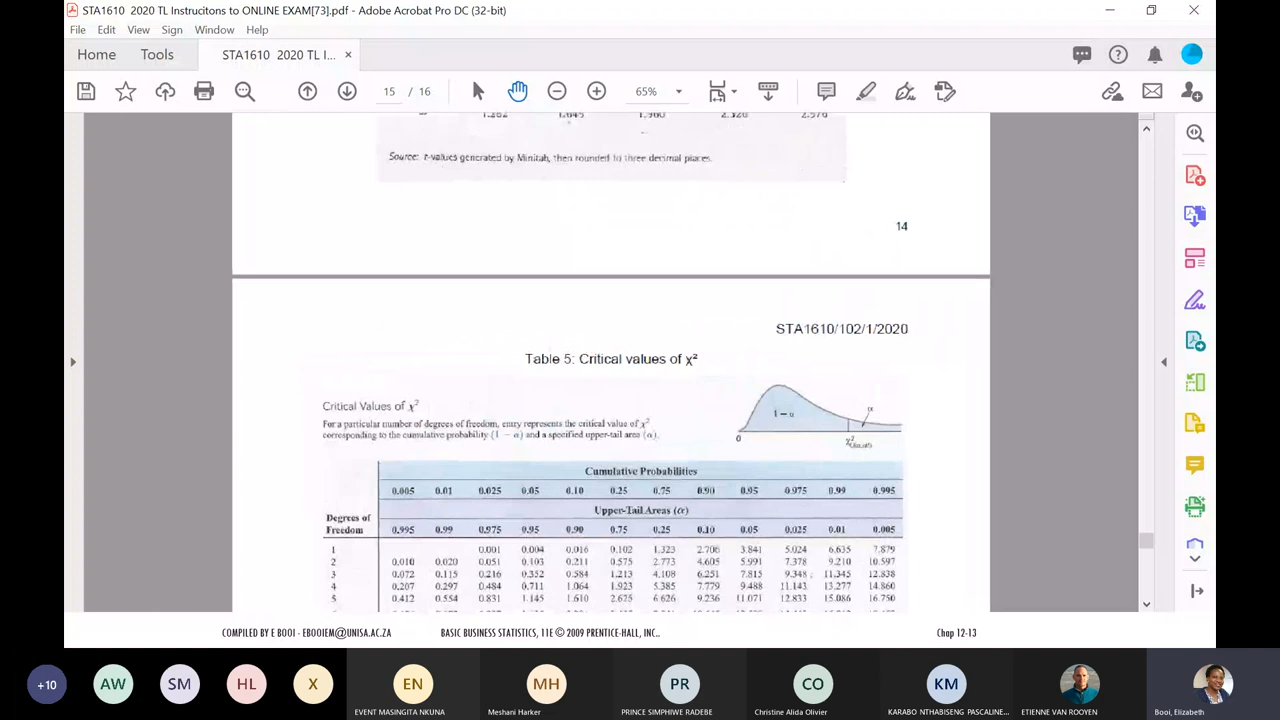 STA1610  2020 TL Instrucitons to ONLINE EXAM[73].pdf - Adobe Acrobat Pro DC (32-bit)
File Edit View Sign Window Help
Home Tools STA1610 2020 TL I... ×
15 / 16 65%
1.282 1.645 1.960 2.326 2.576
Source: t-values generated by Minitab, then rounded to three decimal places.
14
STA1610/102/1/2020
Table 5: Critical values of χ²
Critical Values of χ²
For a particular number of degrees of freedom, entry represents the critical value of χ²
corresponding to the cumulative probability (1 − α) and a specified upper-tail area (α).
1 − α α
0
Cumulative Probabilities
0.005 0.01 0.025 0.05 0.10 0.25 0.75 0.90 0.95 0.975 0.99 0.995
Upper-Tail Areas (α)
Degrees of
Freedom 0.995 0.99 0.975 0.95 0.90 0.75 0.25 0.10 0.05 0.025 0.01 0.005
1 0.001 0.004 0.016 0.102 1.323 2.706 3.841 5.024 6.635 7.879
2 0.010 0.020 0.051 0.103 0.211 0.575 2.773 4.605 5.991 7.378 9.210 10.597
3 0.072 0.115 0.216 0.352 0.584 1.213 4.108 6.251 7.815 9.348 11.345 12.838
4 0.207 0.297 0.484 0.711 1.064 1.923 5.385 7.779 9.488 11.143 13.277 14.860
5 0.412 0.554 0.831 1.145 1.610 2.675 6.626 9.236 11.071 12.833 15.086 16.750
COMPILED BY E BOOI - EBOOIEM@UNISA.AC.ZA BASIC BUSINESS STATISTICS, 11E © 2009 PRENTICE-HALL, INC.. Chap 12-13
+10 AW SM HL X EN MH PR CO KM
EVENT MASINGITA NKUNA Meshani Harker PRINCE SIMPHIWE RADEBE Christine Alida Olivier KARABO NTHABISENG PASCALINE... ETIENNE VAN ROOYEN Booi, Elizabeth